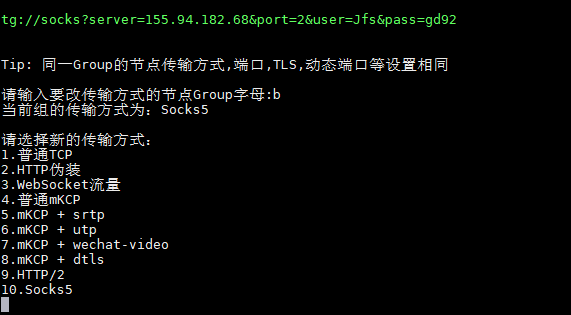 tg://socks?server=155.94.182.68&port=2&user=Jfs&pass=gd92
Tip: 同一Group的节点传输方式,端口,TLS,动态端口等设置相同
请输入要改传输方式的节点Group字母:b
当前组的传输方式为：Socks5
请选择新的传输方式：
1.普通TCP
2.HTTP伪装
3.WebSocket流量
4.普通mKCP
5.mKCP + srtp
6.mKCP + utp
7.mKCP + wechat-video
8.mKCP + dtls
9.HTTP/2
10.Socks5